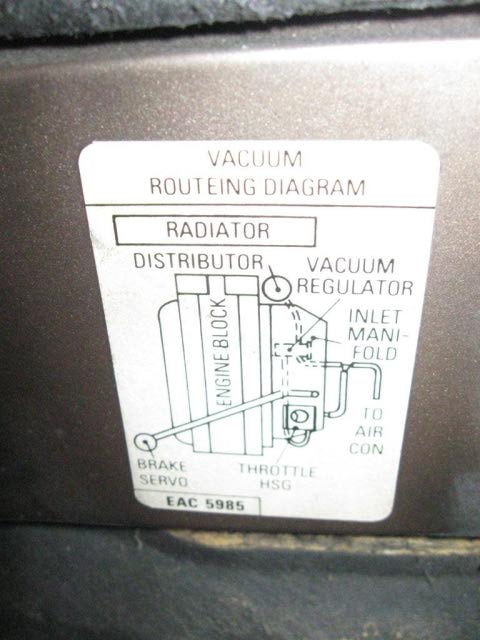 VACUUM
ROUTEING DIAGRAM
RADIATOR
DISTRIBUTOR
VACUUM
REGULATOR
INLET
MANI-
FOLD
ENGINE BLOCK
TO
AIR
CON
BRAKE
SERVO
THROTTLE
HSG
EAC 5985